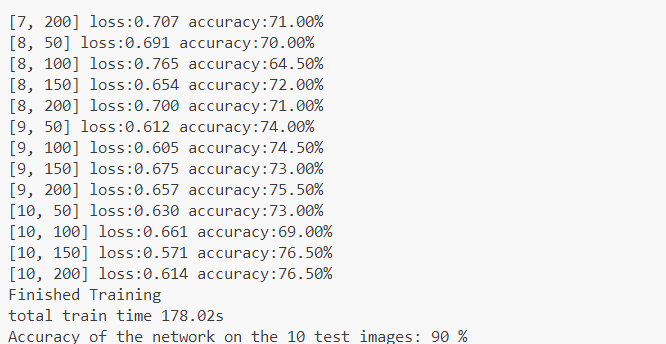 [7, 200] loss:0.707 accuracy:71.00%
[8, 50] loss:0.691 accuracy:70.00%
[8, 100] loss:0.765 accuracy:64.50%
[8, 150] loss:0.654 accuracy:72.00%
[8, 200] loss:0.700 accuracy:71.00%
[9, 50] loss:0.612 accuracy:74.00%
[9, 100] loss:0.605 accuracy:74.50%
[9, 150] loss:0.675 accuracy:73.00%
[9, 200] loss:0.657 accuracy:75.50%
[10, 50] loss:0.630 accuracy:73.00%
[10, 100] loss:0.661 accuracy:69.00%
[10, 150] loss:0.571 accuracy:76.50%
[10, 200] loss:0.614 accuracy:76.50%
Finished Training
total train time 178.02s
Accuracy of the network on the 10 test images: 90 %